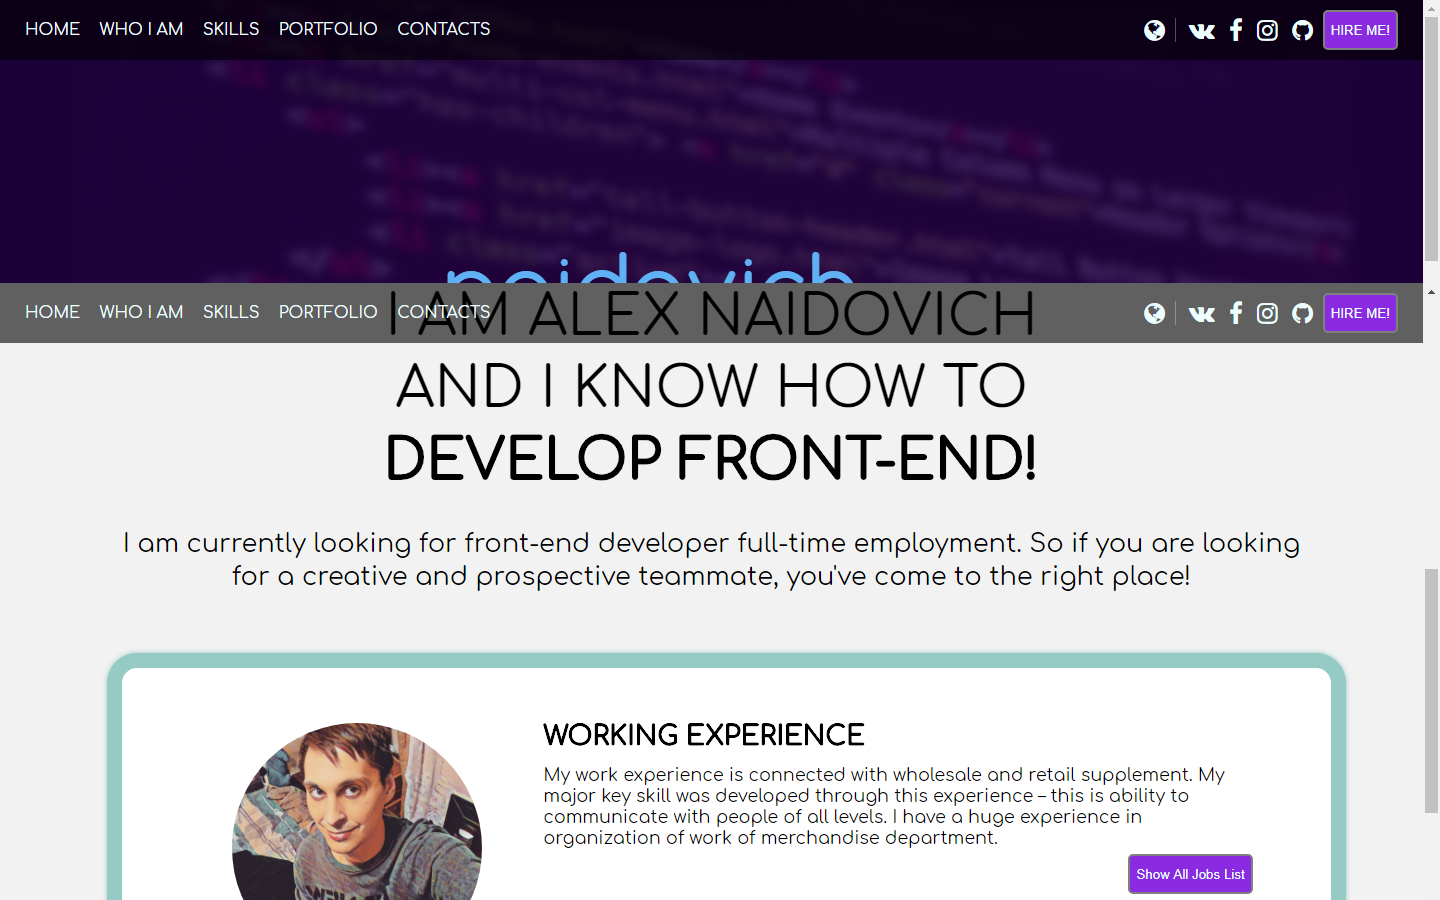 HOME WHO I AM SKILLS PORTFOLIO CONTACTS HIRE ME!
naidovich
HOME WHO I AM SKILLS PORTFOLIO CONTACTS HIRE ME!
I AM ALEX NAIDOVICH
AND I KNOW HOW TO
DEVELOP FRONT-END!
I am currently looking for front-end developer full-time employment. So if you are looking
for a creative and prospective teammate, you've come to the right place!
WORKING EXPERIENCE
My work experience is connected with wholesale and retail supplement. My
major key skill was developed through this experience – this is ability to
communicate with people of all levels. I have a huge experience in
organization of work of merchandise department.
Show All Jobs List